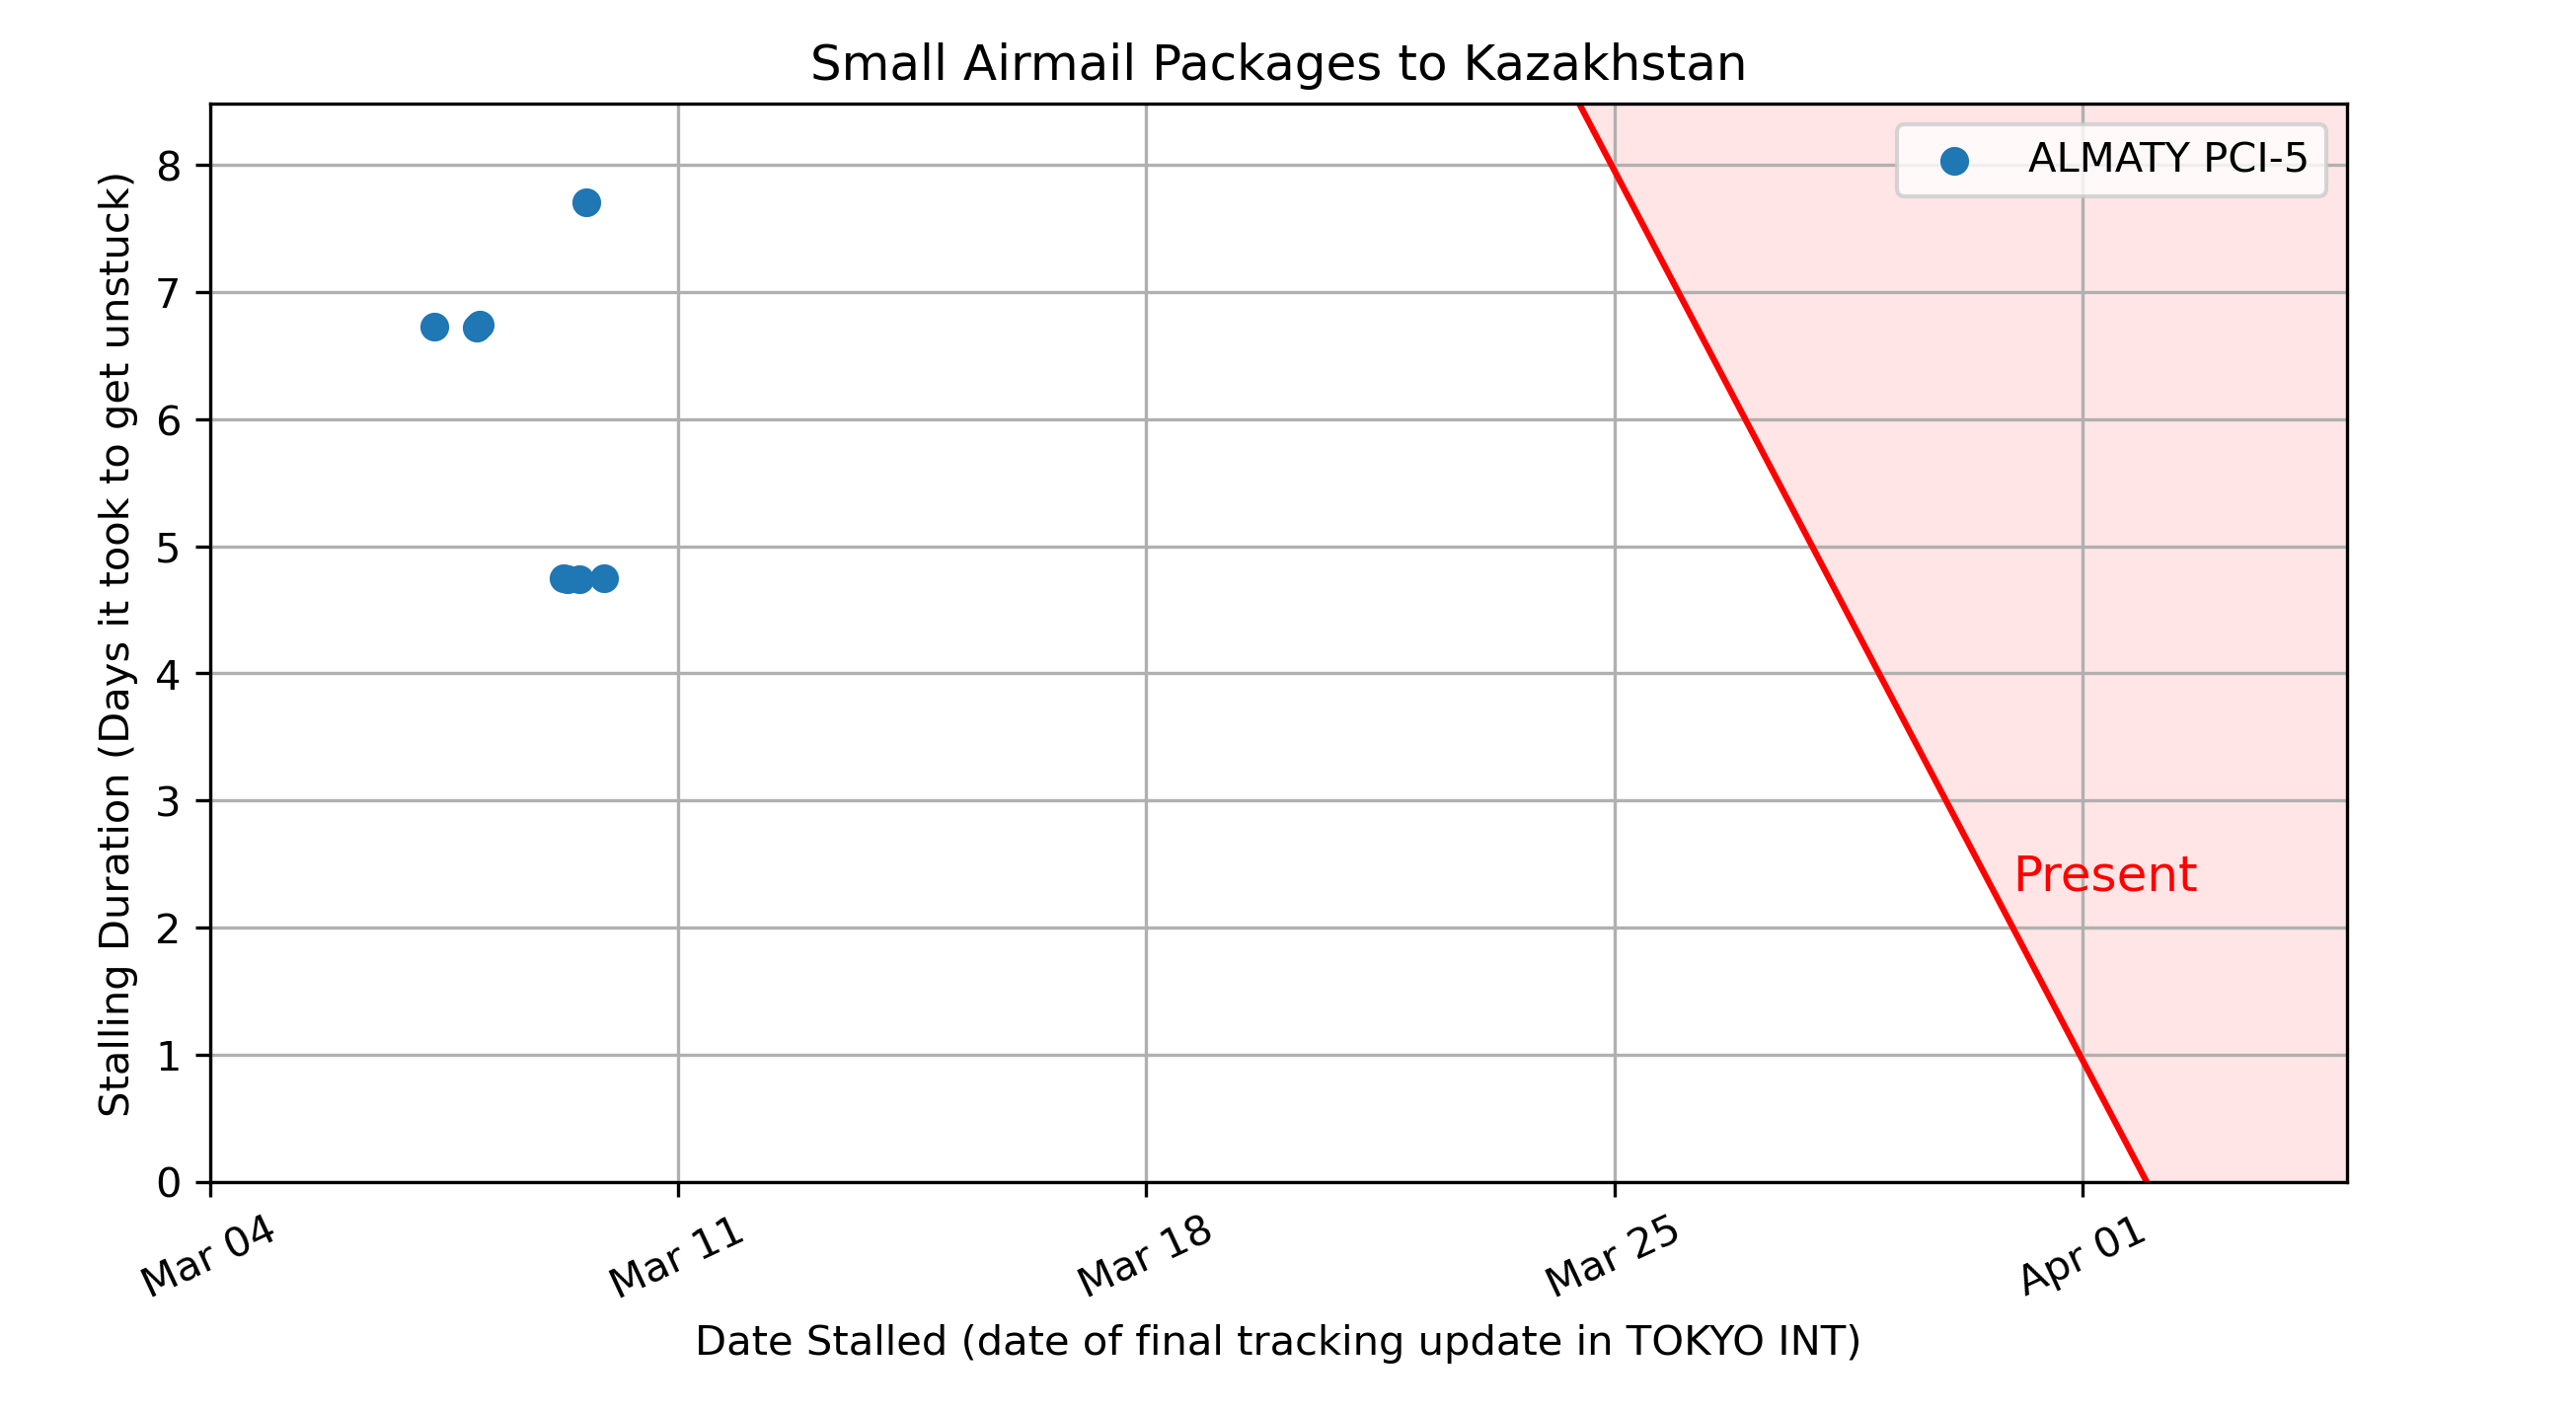 Small Airmail Packages to Kazakhstan
ALMATY PCI-5
Stalling Duration (Days it took to get unstuck)
8
7
6
5
4
3
2
1
0
Present
Mar 04
Mar 11
Mar 18
Mar 25
Apr 01
Date Stalled (date of final tracking update in TOKYO INT)